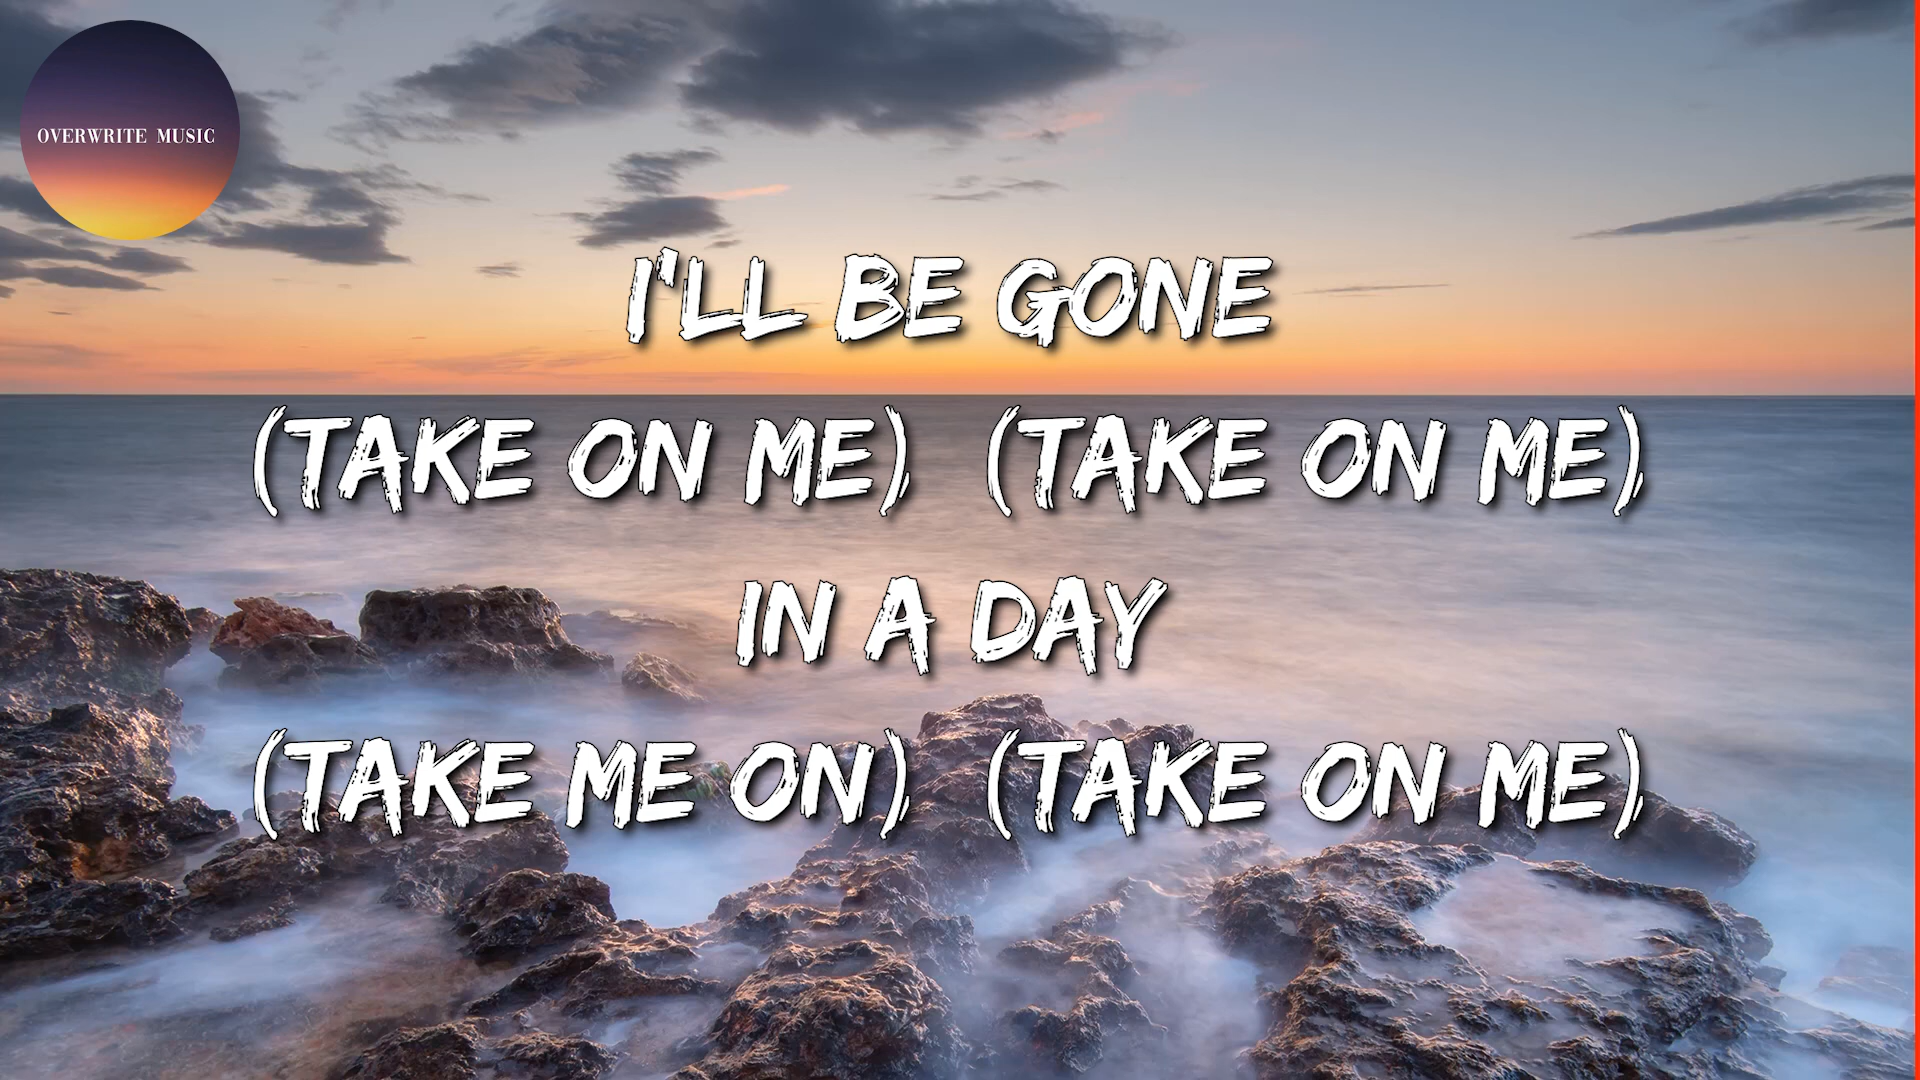 OVERWRITE MUSIC
I'LL BE GONE
(TAKE ON ME) (TAKE ON ME)
IN A DAY
(TAKE ME ON) (TAKE ON ME)